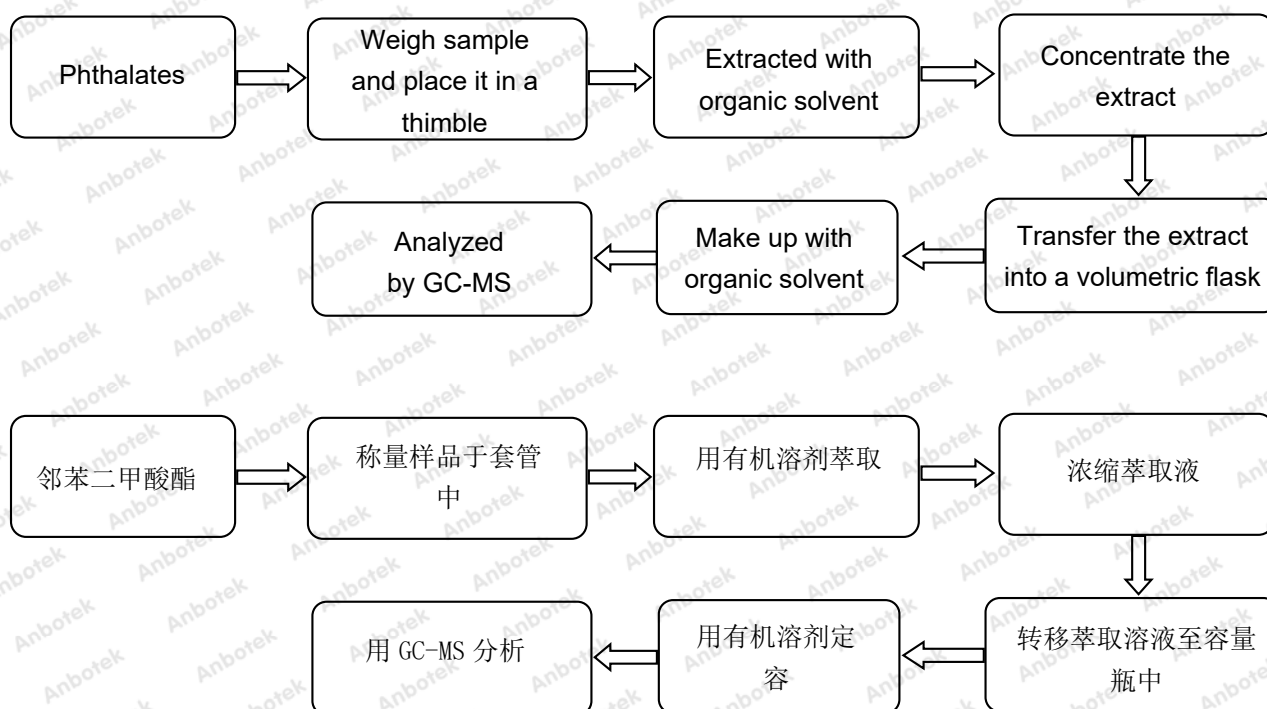 Phthalates
Weigh sample
and place it in a
thimble
Extracted with
organic solvent
Concentrate the
extract
Transfer the extract
into a volumetric flask
Make up with
organic solvent
Analyzed
by GC-MS
邻苯二甲酸酯
称量样品于套管
中
用有机溶剂萃取
浓缩萃取液
转移萃取溶液至容量
瓶中
用有机溶剂定
容
用 GC-MS 分析
Anbotek